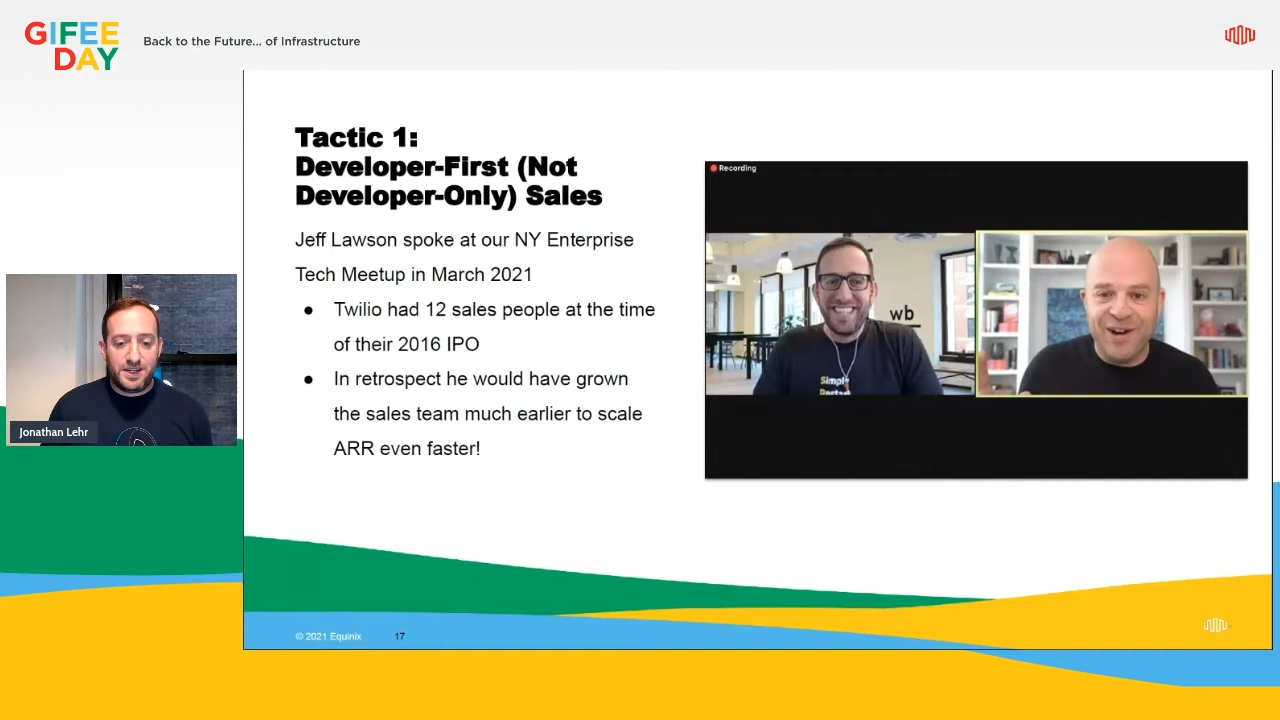 GIFEE
DAY
Back to the Future... of Infrastructure
Tactic 1:
Developer-First (Not
Developer-Only) Sales
Jeff Lawson spoke at our NY Enterprise
Tech Meetup in March 2021
● Twilio had 12 sales people at the time
of their 2016 IPO
● In retrospect he would have grown
the sales team much earlier to scale
ARR even faster!
Recording
wb
Simply
Jonathan Lehr
© 2021 Equinix 17